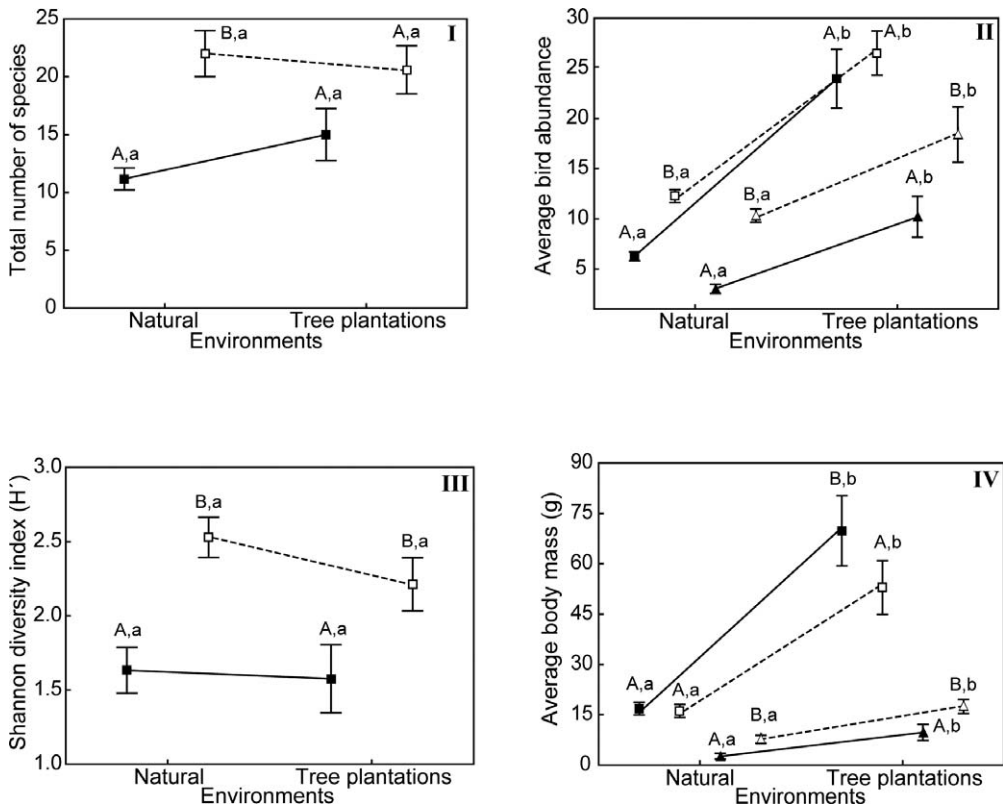 I
Total number of species
25
20
15
10
5
0
A,a
B,a
A,a
A,a
Natural
Tree plantations
Environments
II
Average bird abundance
30
25
20
15
10
5
A,a
B,a
A,a
B,a
A,b
A,b
A,b
B,b
Natural
Tree plantations
Environments
III
Shannon diversity index (H´)
3.0
2.5
2.0
1.5
1.0
A,a
B,a
A,a
B,a
Natural
Tree plantations
Environments
IV
Average body mass (g)
90
75
60
45
30
15
0
A,a
A,a
A,a
B,a
B,b
A,b
B,b
A,b
Natural
Tree plantations
Environments